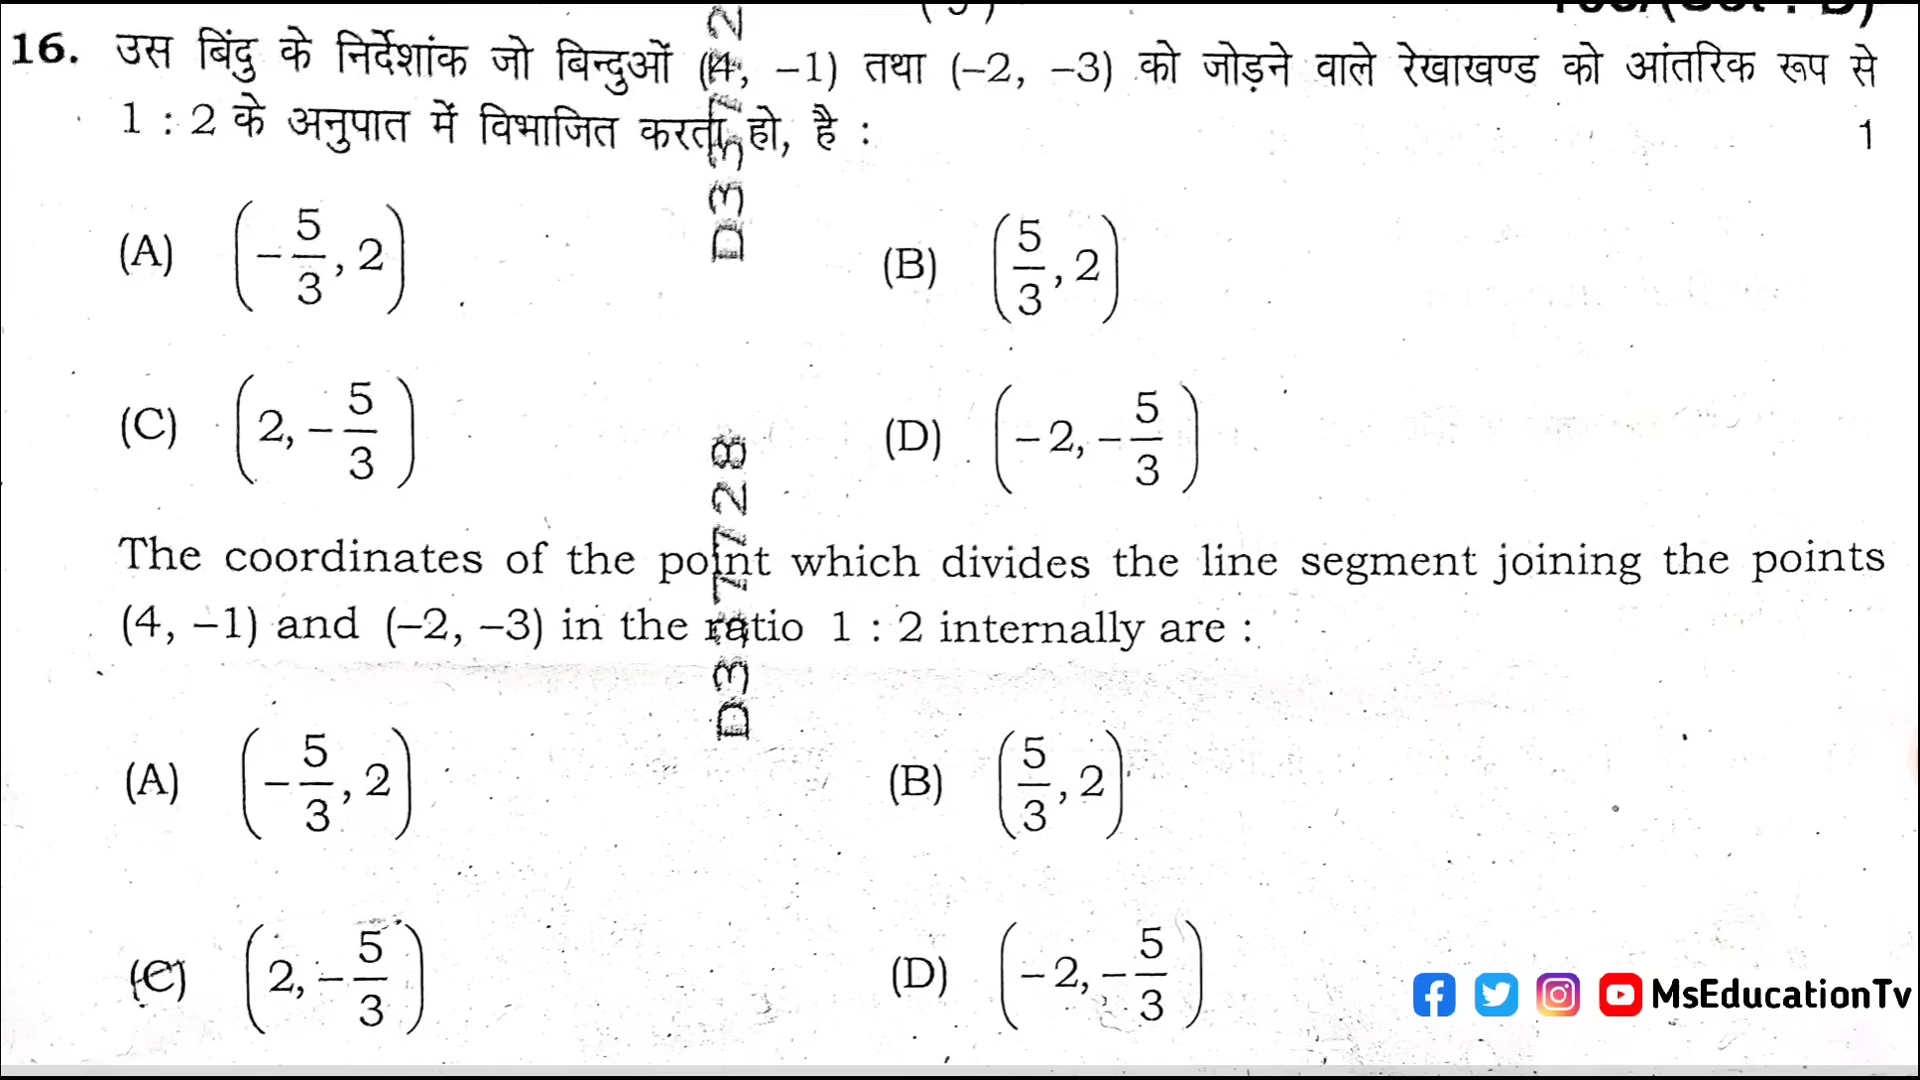 16. उस बिंदु के निर्देशांक जो बिन्दुओं (4, −1) तथा (−2, −3) को जोड़ने वाले रेखाखण्ड को आंतरिक रूप से
1 : 2 के अनुपात में विभाजित करता हो, है : 1
(A) (−5/3, 2) (B) (5/3, 2)
(C) (2, −5/3) (D) (−2, −5/3)
The coordinates of the point which divides the line segment joining the points
(4, −1) and (−2, −3) in the ratio 1 : 2 internally are :
(A) (−5/3, 2) (B) (5/3, 2)
(C) (2, −5/3) (D) (−2, −5/3)
MsEducationTv